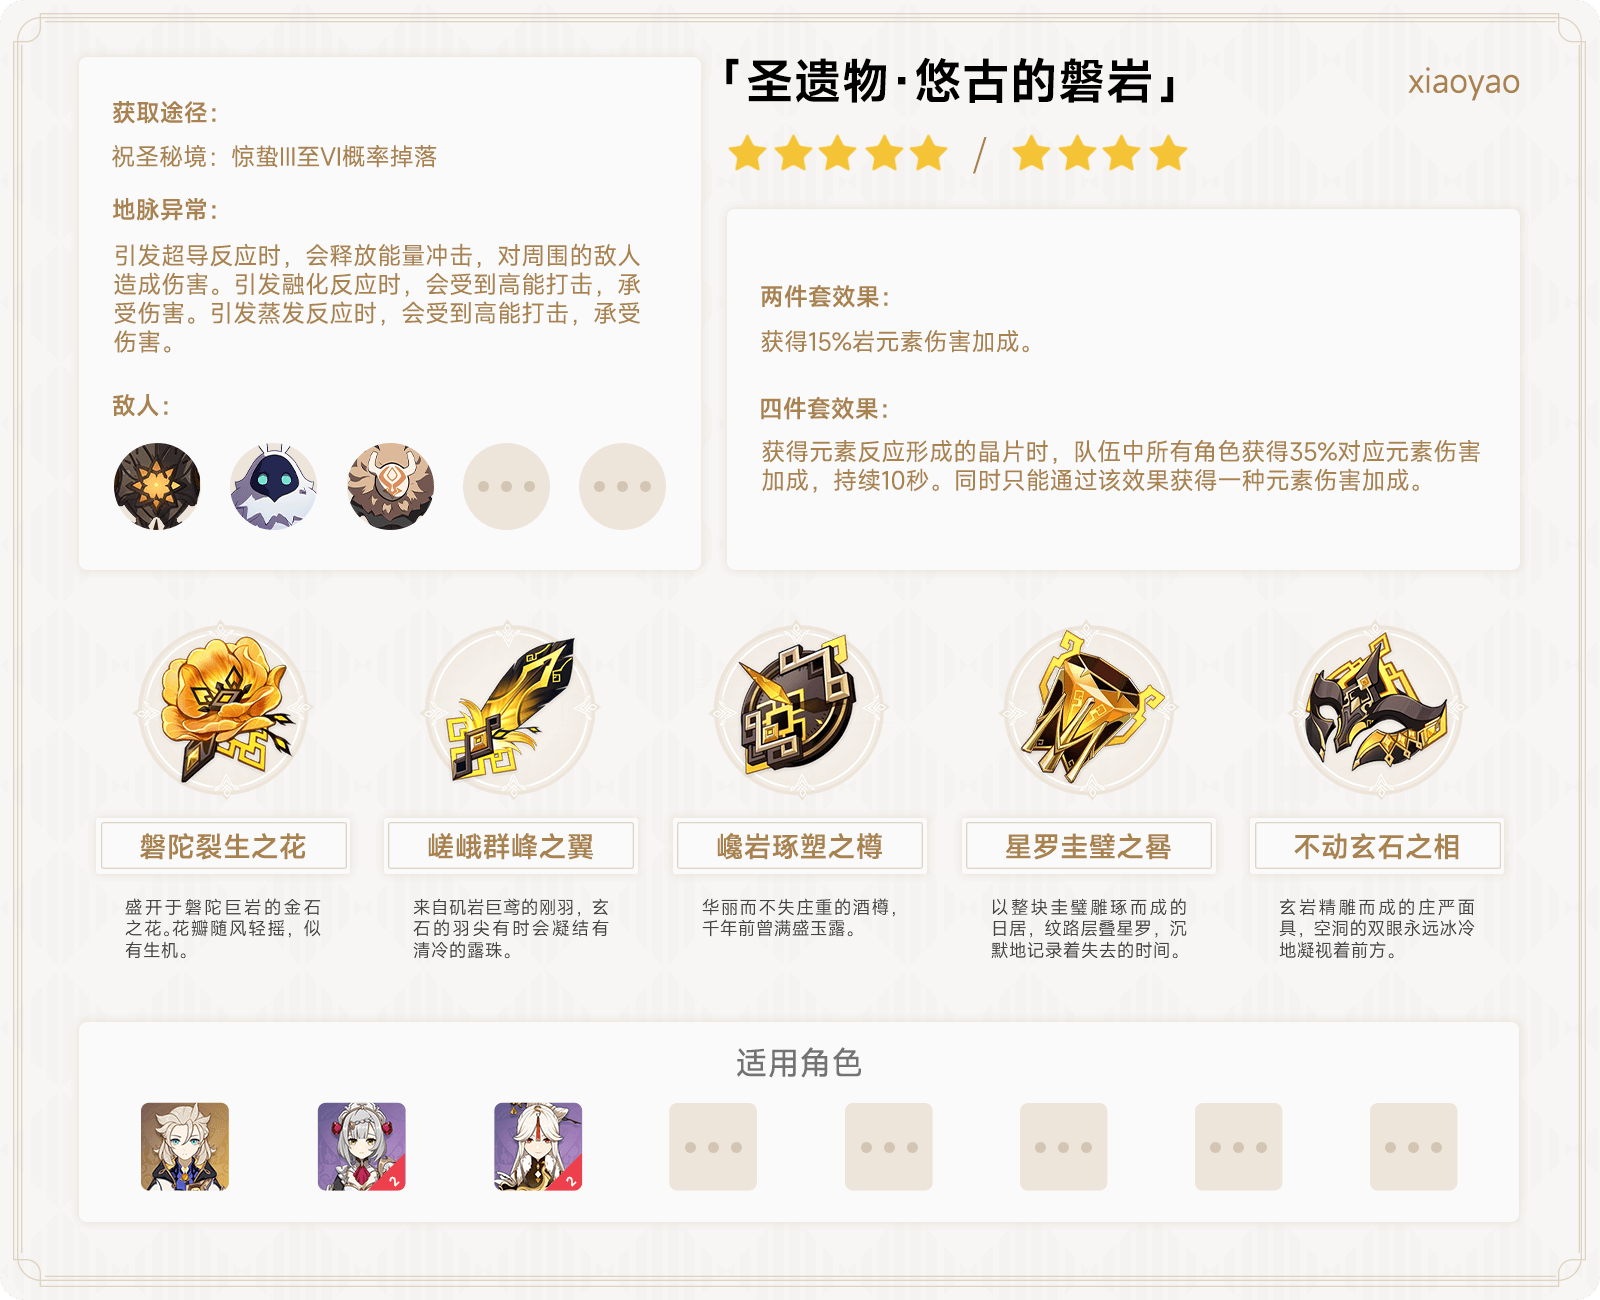 获取途径：
祝圣秘境：惊蛰III至VI概率掉落
地脉异常：
引发超导反应时，会释放能量冲击，对周围的敌人
造成伤害。引发融化反应时，会受到高能打击，承
受伤害。引发蒸发反应时，会受到高能打击，承受
伤害。
敌人：
「圣遗物·悠古的磐岩」
xiaoyao
/
两件套效果：
获得15%岩元素伤害加成。
四件套效果：
获得元素反应形成的晶片时，队伍中所有角色获得35%对应元素伤害
加成，持续10秒。同时只能通过该效果获得一种元素伤害加成。
磐陀裂生之花
盛开于磐陀巨岩的金石
之花。花瓣随风轻摇，似
有生机。
嵯峨群峰之翼
来自矶岩巨鸢的刚羽，玄
石的羽尖有时会凝结有
清冷的露珠。
巉岩琢塑之樽
华丽而不失庄重的酒樽，
千年前曾满盛玉露。
星罗圭璧之晷
以整块圭璧雕琢而成的
日居，纹路层叠星罗，沉
默地记录着失去的时间。
不动玄石之相
玄岩精雕而成的庄严面
具，空洞的双眼永远冰冷
地凝视着前方。
适用角色
2
2